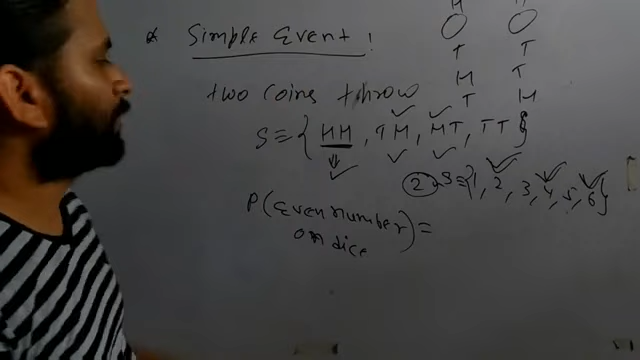 * Simple Event!
H H
T T
H T
T H
two coins throw
S = { HH, TH, HT, TT }
② S = {1, 2, 3, 4, 5, 6}
P(Even number on dice) =